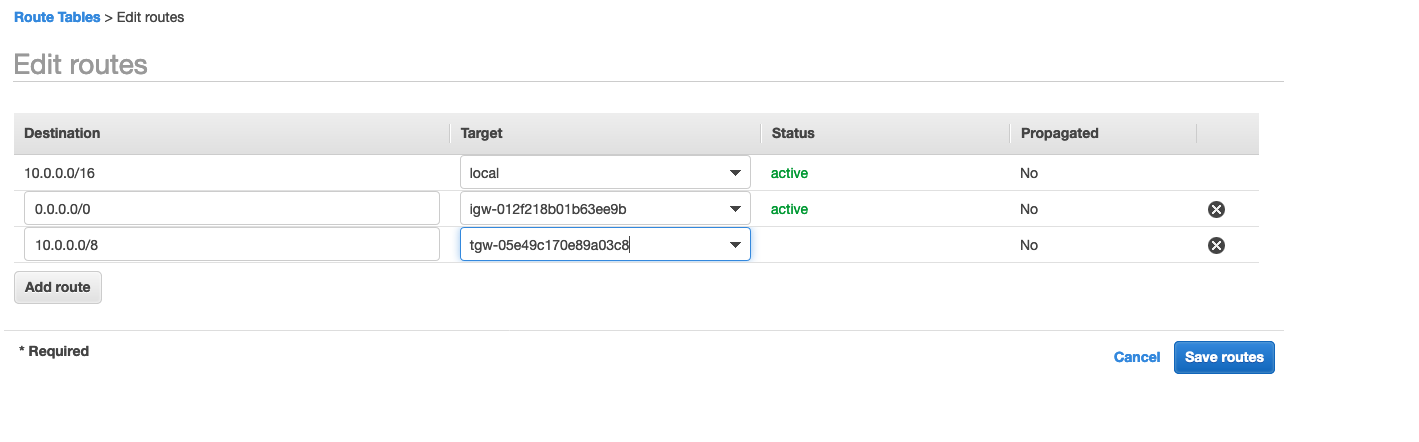 Route Tables > Edit routes
Edit routes
Destination Target Status Propagated
10.0.0.0/16 local active No
0.0.0.0/0 igw-012f218b01b63ee9b active No
10.0.0.0/8 tgw-05e49c170e89a03c8 No
Add route
* Required
Cancel Save routes